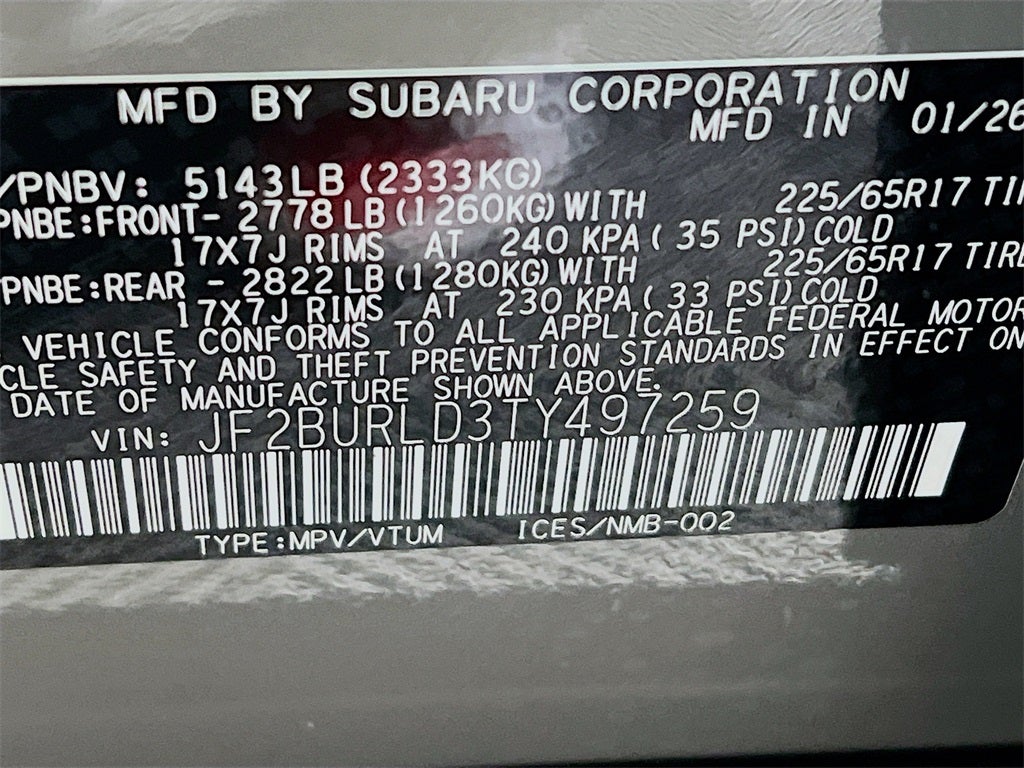 MFD BY SUBARU CORPORATION
MFD IN 01/26
/PNBV: 5143LB (2333KG)
PNBE:FRONT- 2778 LB (1260KG) WITH 225/65R17 TIR
17X7J RIMS AT 240 KPA ( 35 PSI) COLD
PNBE:REAR - 2822 LB (1280KG) WITH 225/65R17 TIRE
17X7J RIMS AT 230 KPA ( 33 PSI) COLD
VEHICLE CONFORMS TO ALL APPLICABLE FEDERAL MOTOR
CLE SAFETY AND THEFT PREVENTION STANDARDS IN EFFECT ON
DATE OF MANUFACTURE SHOWN ABOVE.
VIN: JF2BURLD3TY497259
TYPE:MPV/VTUM ICES/NMB-002